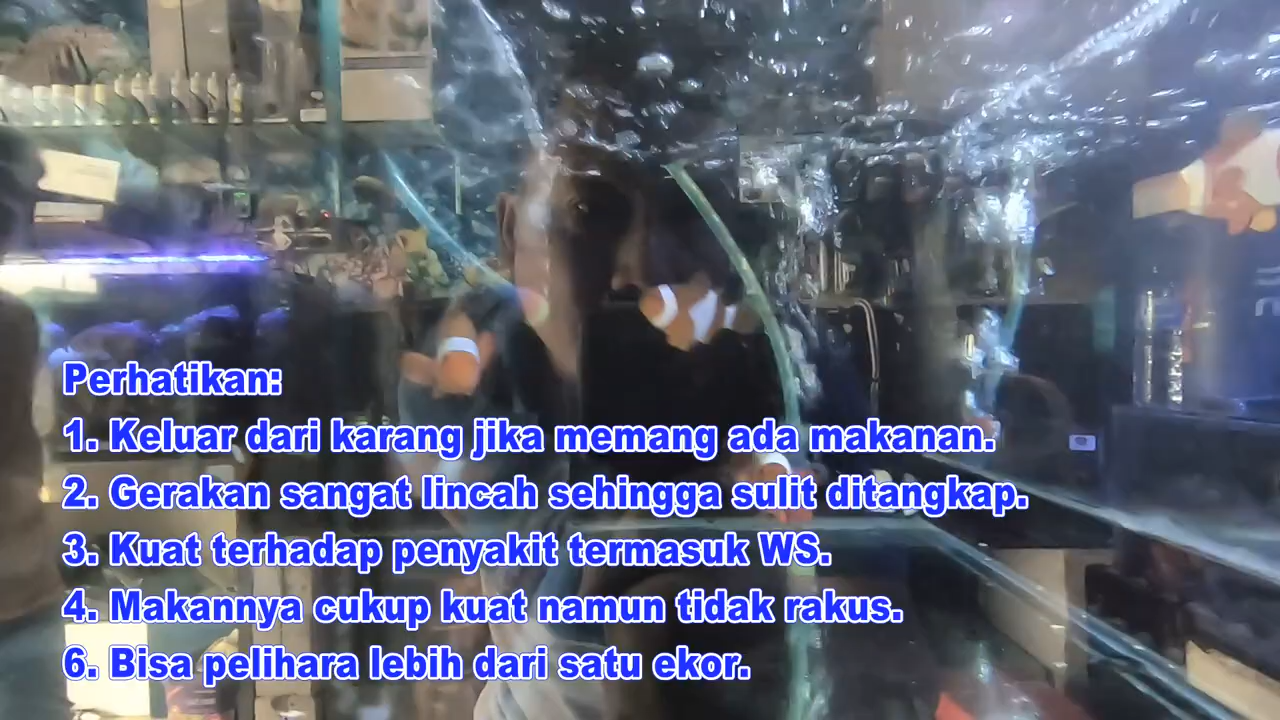 Perhatikan:
1. Keluar dari karang jika memang ada makanan.
2. Gerakan sangat lincah sehingga sulit ditangkap.
3. Kuat terhadap penyakit termasuk WS.
4. Makannya cukup kuat namun tidak rakus.
6. Bisa pelihara lebih dari satu ekor.